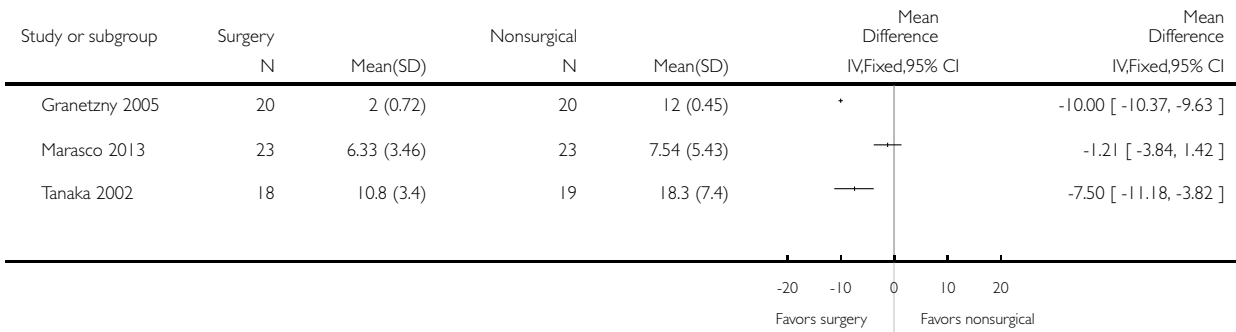 Study or subgroup Surgery Nonsurgical Mean Difference Mean Difference
N Mean(SD) N Mean(SD) IV,Fixed,95% CI IV,Fixed,95% CI
Granetzny 2005 20 2 (0.72) 20 12 (0.45) -10.00 [ -10.37, -9.63 ]
Marasco 2013 23 6.33 (3.46) 23 7.54 (5.43) -1.21 [ -3.84, 1.42 ]
Tanaka 2002 18 10.8 (3.4) 19 18.3 (7.4) -7.50 [ -11.18, -3.82 ]
-20 -10 0 10 20
Favors surgery Favors nonsurgical